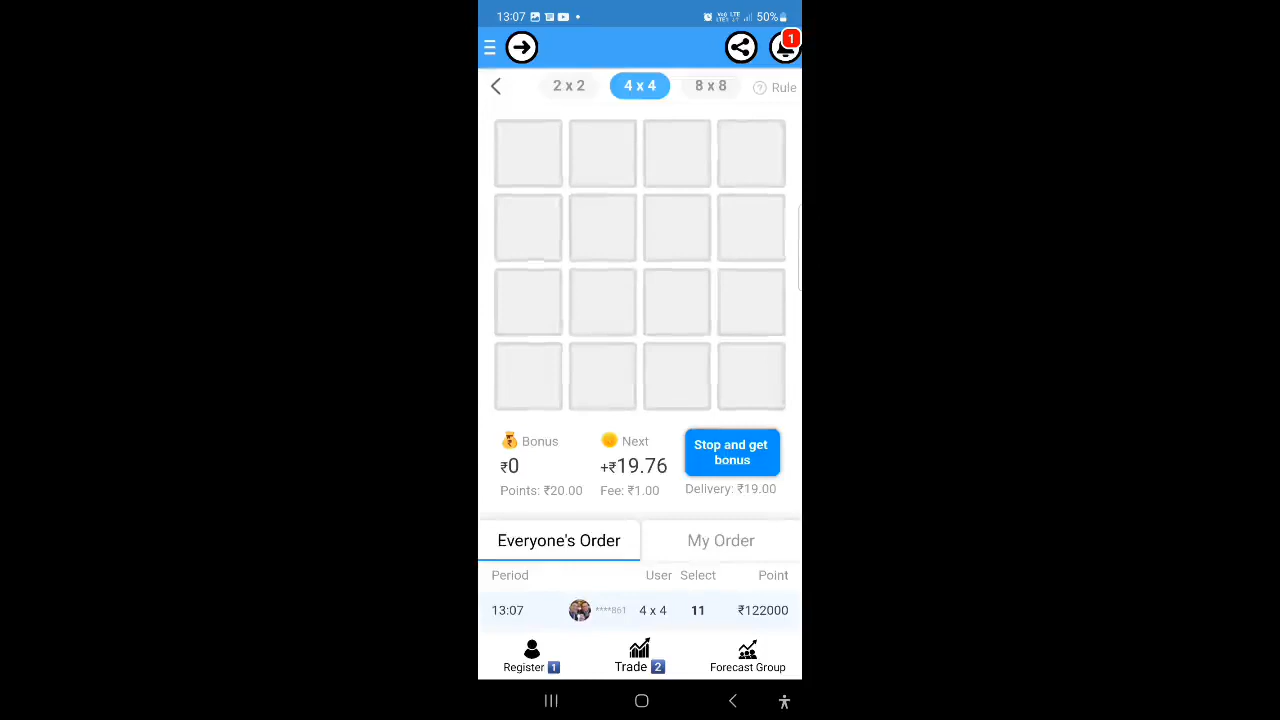 13:07 50%
1
2 x 2 4 x 4 8 x 8 Rule
Bonus Next Stop and get bonus
₹0 +₹19.76
Points: ₹20.00 Fee: ₹1.00 Delivery: ₹19.00
Everyone's Order My Order
Period User Select Point
13:07 ****861 4 x 4 11 ₹122000
Register 1 Trade 2 Forecast Group